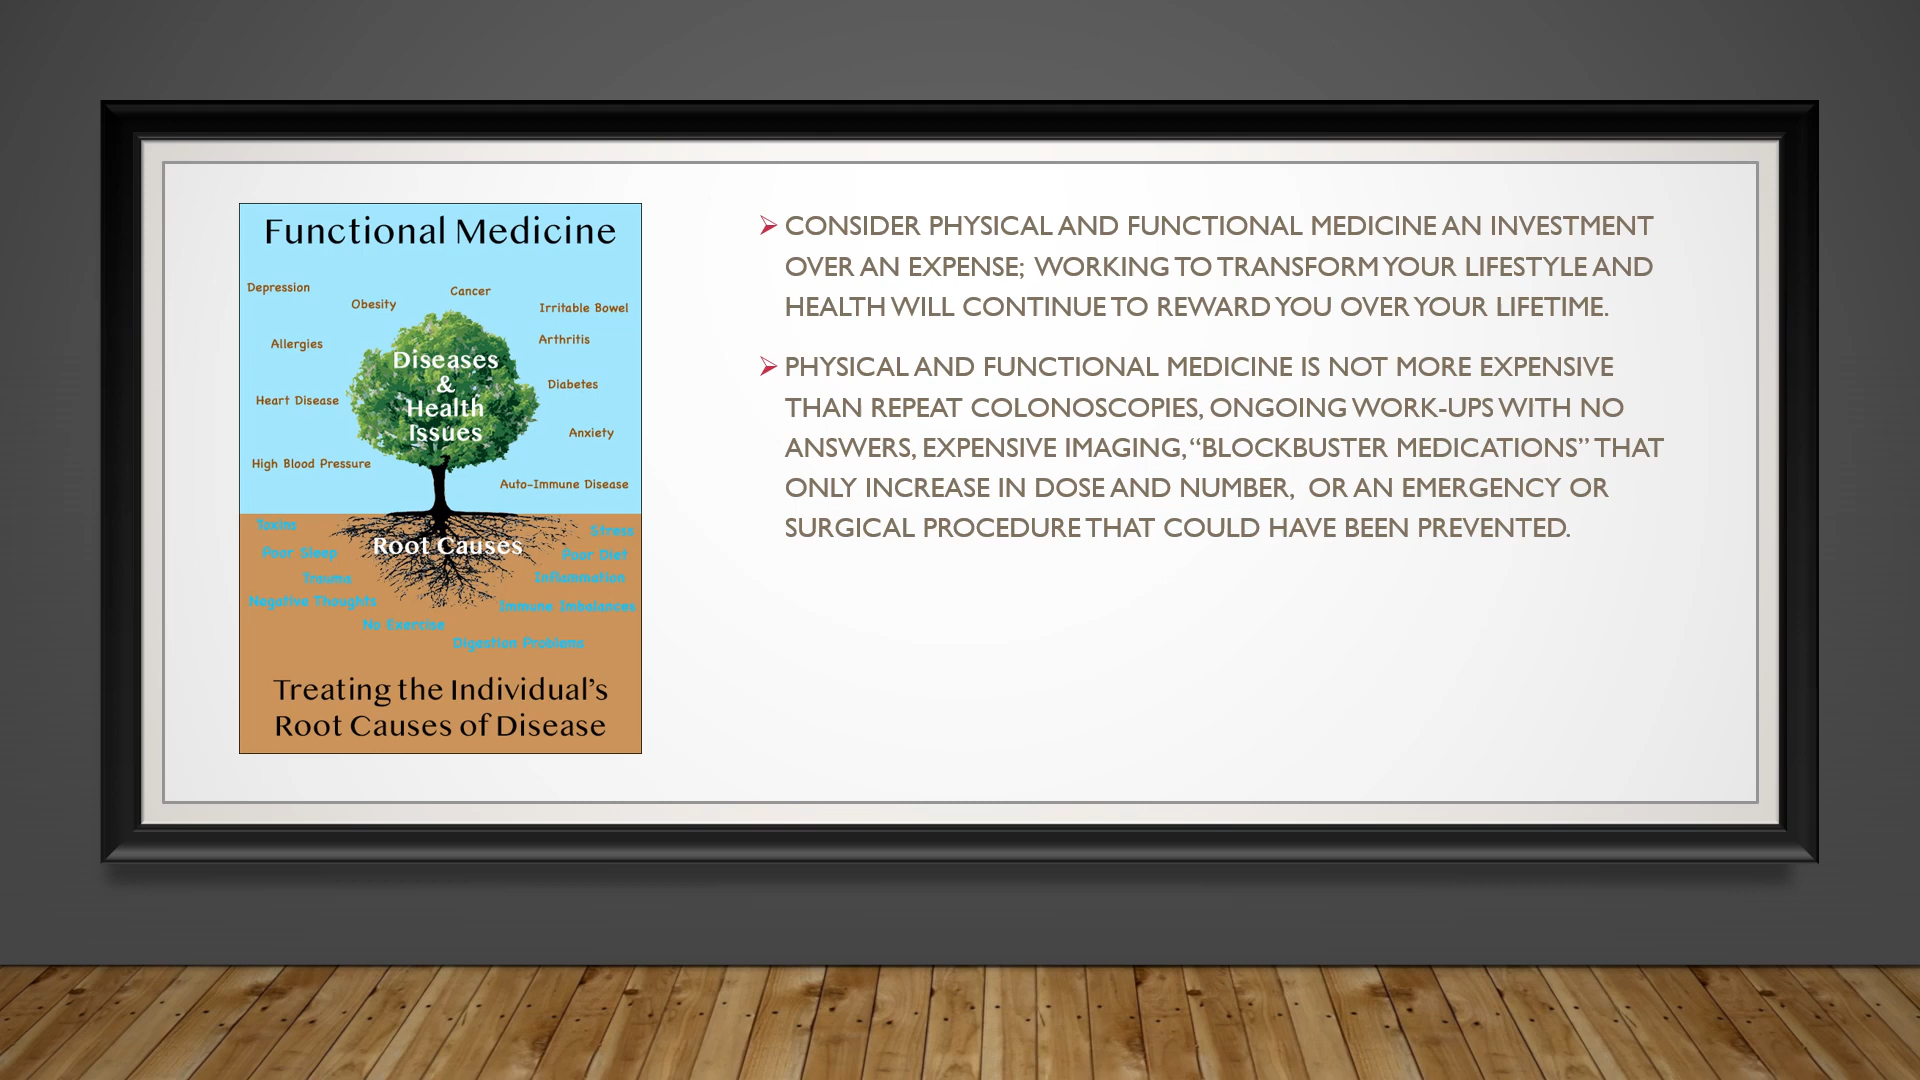 Functional Medicine
Depression
Cancer
Obesity
Irritable Bowel
Allergies
Arthritis
Diseases
&
Health
Issues
Diabetes
Heart Disease
Anxiety
High Blood Pressure
Auto-Immune Disease
Toxins
Stress
Root Causes
Poor Sleep
Poor Diet
Trauma
Inflammation
Negative Thoughts
Immune Imbalances
No Exercise
Digestion Problems
Treating the Individual’s
Root Causes of Disease
CONSIDER PHYSICAL AND FUNCTIONAL MEDICINE AN INVESTMENT
OVER AN EXPENSE; WORKING TO TRANSFORM YOUR LIFESTYLE AND
HEALTH WILL CONTINUE TO REWARD YOU OVER YOUR LIFETIME.
PHYSICAL AND FUNCTIONAL MEDICINE IS NOT MORE EXPENSIVE
THAN REPEAT COLONOSCOPIES, ONGOING WORK-UPS WITH NO
ANSWERS, EXPENSIVE IMAGING, “BLOCKBUSTER MEDICATIONS” THAT
ONLY INCREASE IN DOSE AND NUMBER, OR AN EMERGENCY OR
SURGICAL PROCEDURE THAT COULD HAVE BEEN PREVENTED.